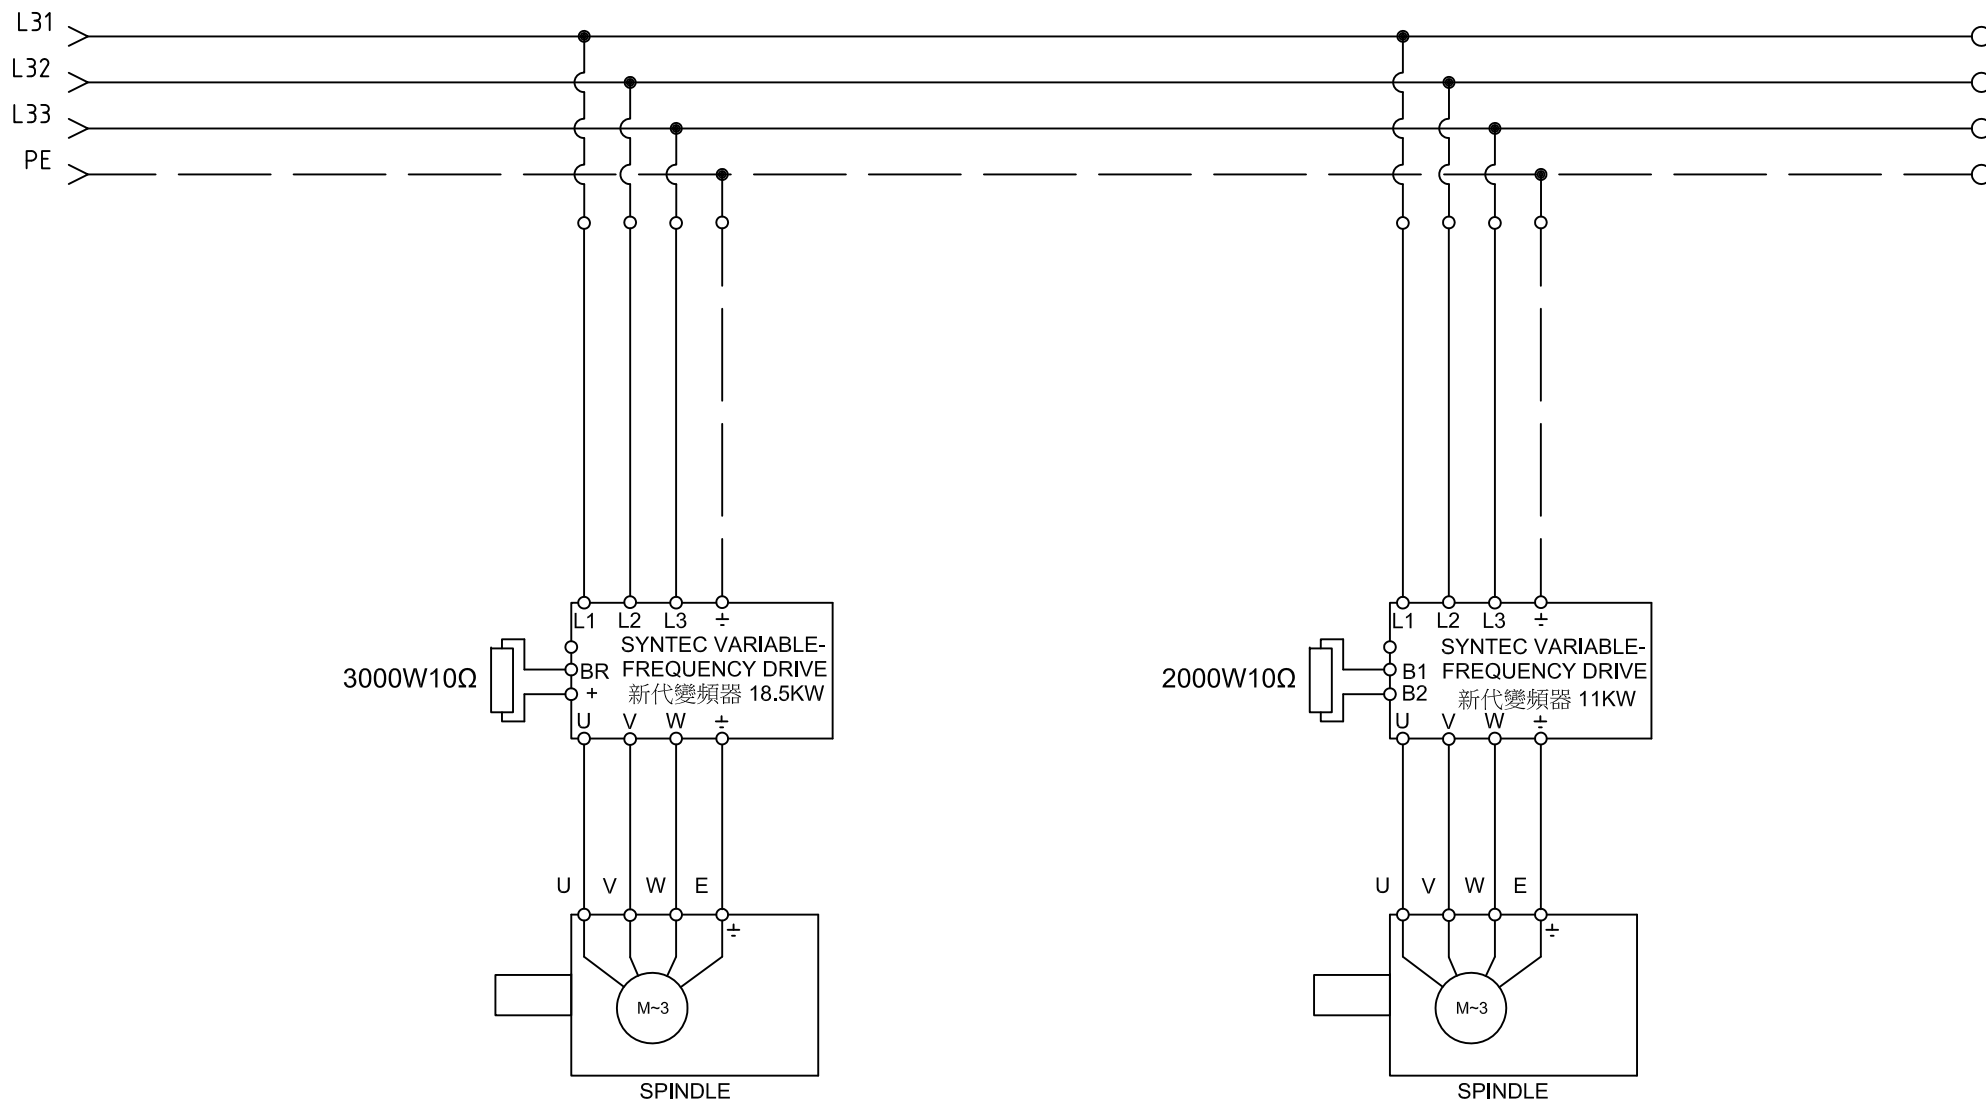 L31
L32
L33
PE
L1 L2 L3
SYNTEC VARIABLE-
FREQUENCY DRIVE
新代變頻器 18.5KW
BR
+
3000W10Ω
U V W
U V W E
M~3
SPINDLE
L1 L2 L3
SYNTEC VARIABLE-
FREQUENCY DRIVE
新代變頻器 11KW
B1
B2
2000W10Ω
U V W
U V W E
M~3
SPINDLE